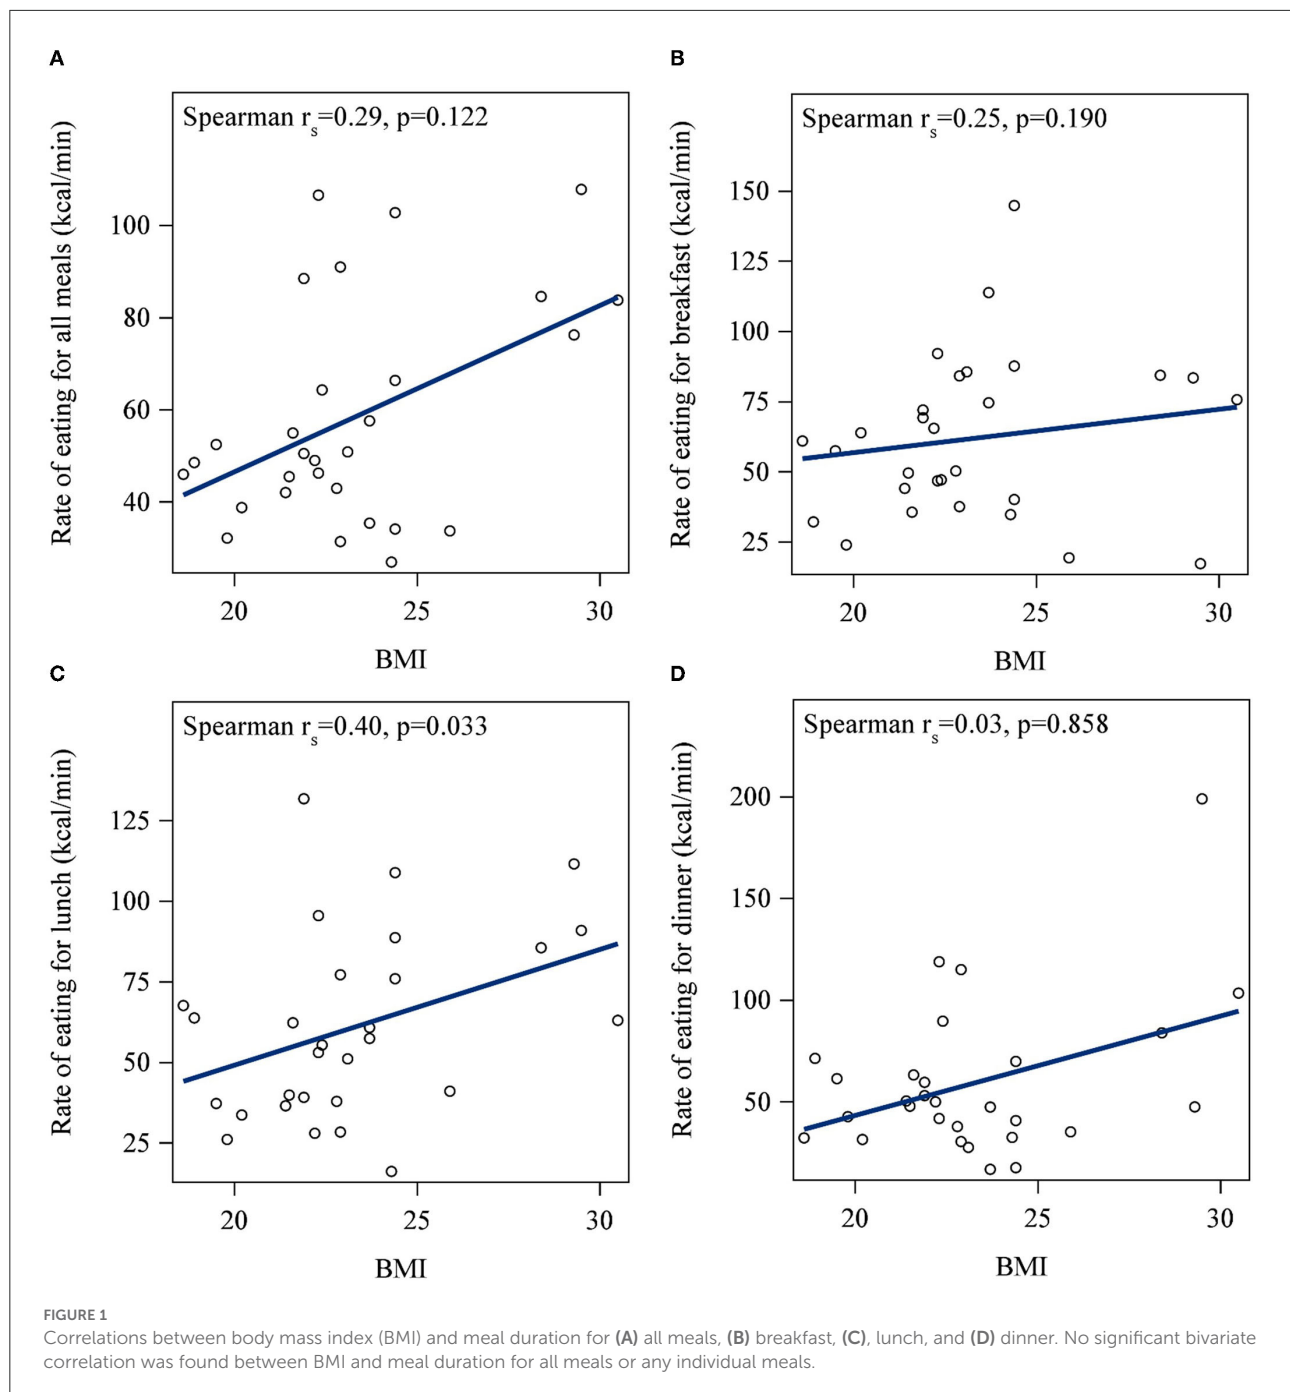 A
Spearman rs=0.29, p=0.122
Rate of eating for all meals (kcal/min)
100
80
60
40
20
25
30
BMI
B
Spearman rs=0.25, p=0.190
Rate of eating for breakfast (kcal/min)
150
125
100
75
50
25
20
25
30
BMI
C
Spearman rs=0.40, p=0.033
Rate of eating for lunch (kcal/min)
125
100
75
50
25
20
25
30
BMI
D
Spearman rs=0.03, p=0.858
Rate of eating for dinner (kcal/min)
200
150
100
50
20
25
30
BMI
FIGURE 1
Correlations between body mass index (BMI) and meal duration for (A) all meals, (B) breakfast, (C), lunch, and (D) dinner. No significant bivariate
correlation was found between BMI and meal duration for all meals or any individual meals.